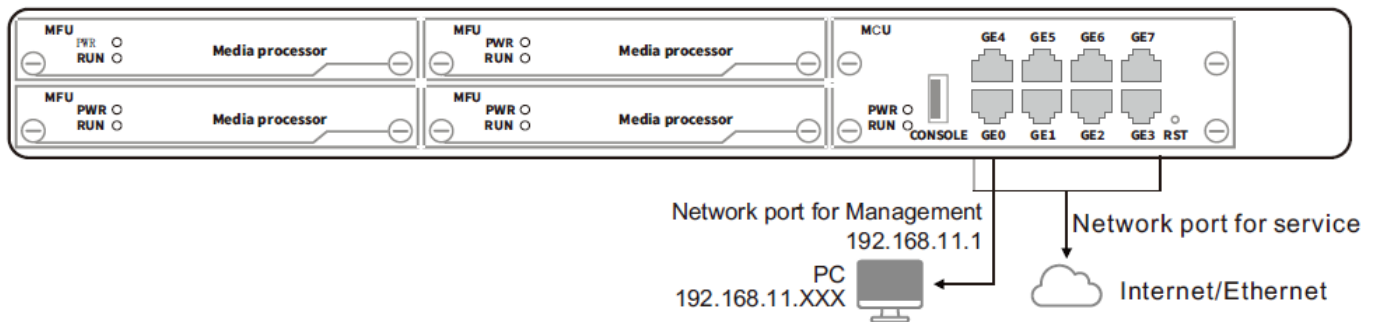 MFU
PWR
RUN
Media processor
MFU
PWR
RUN
Media processor
MCU
GE4 GE5 GE6 GE7
MFU
PWR
RUN
Media processor
MFU
PWR
RUN
Media processor
PWR
RUN
CONSOLE GE0 GE1 GE2 GE3 RST
Network port for Management
192.168.11.1
Network port for service
PC
192.168.11.XXX
Internet/Ethernet